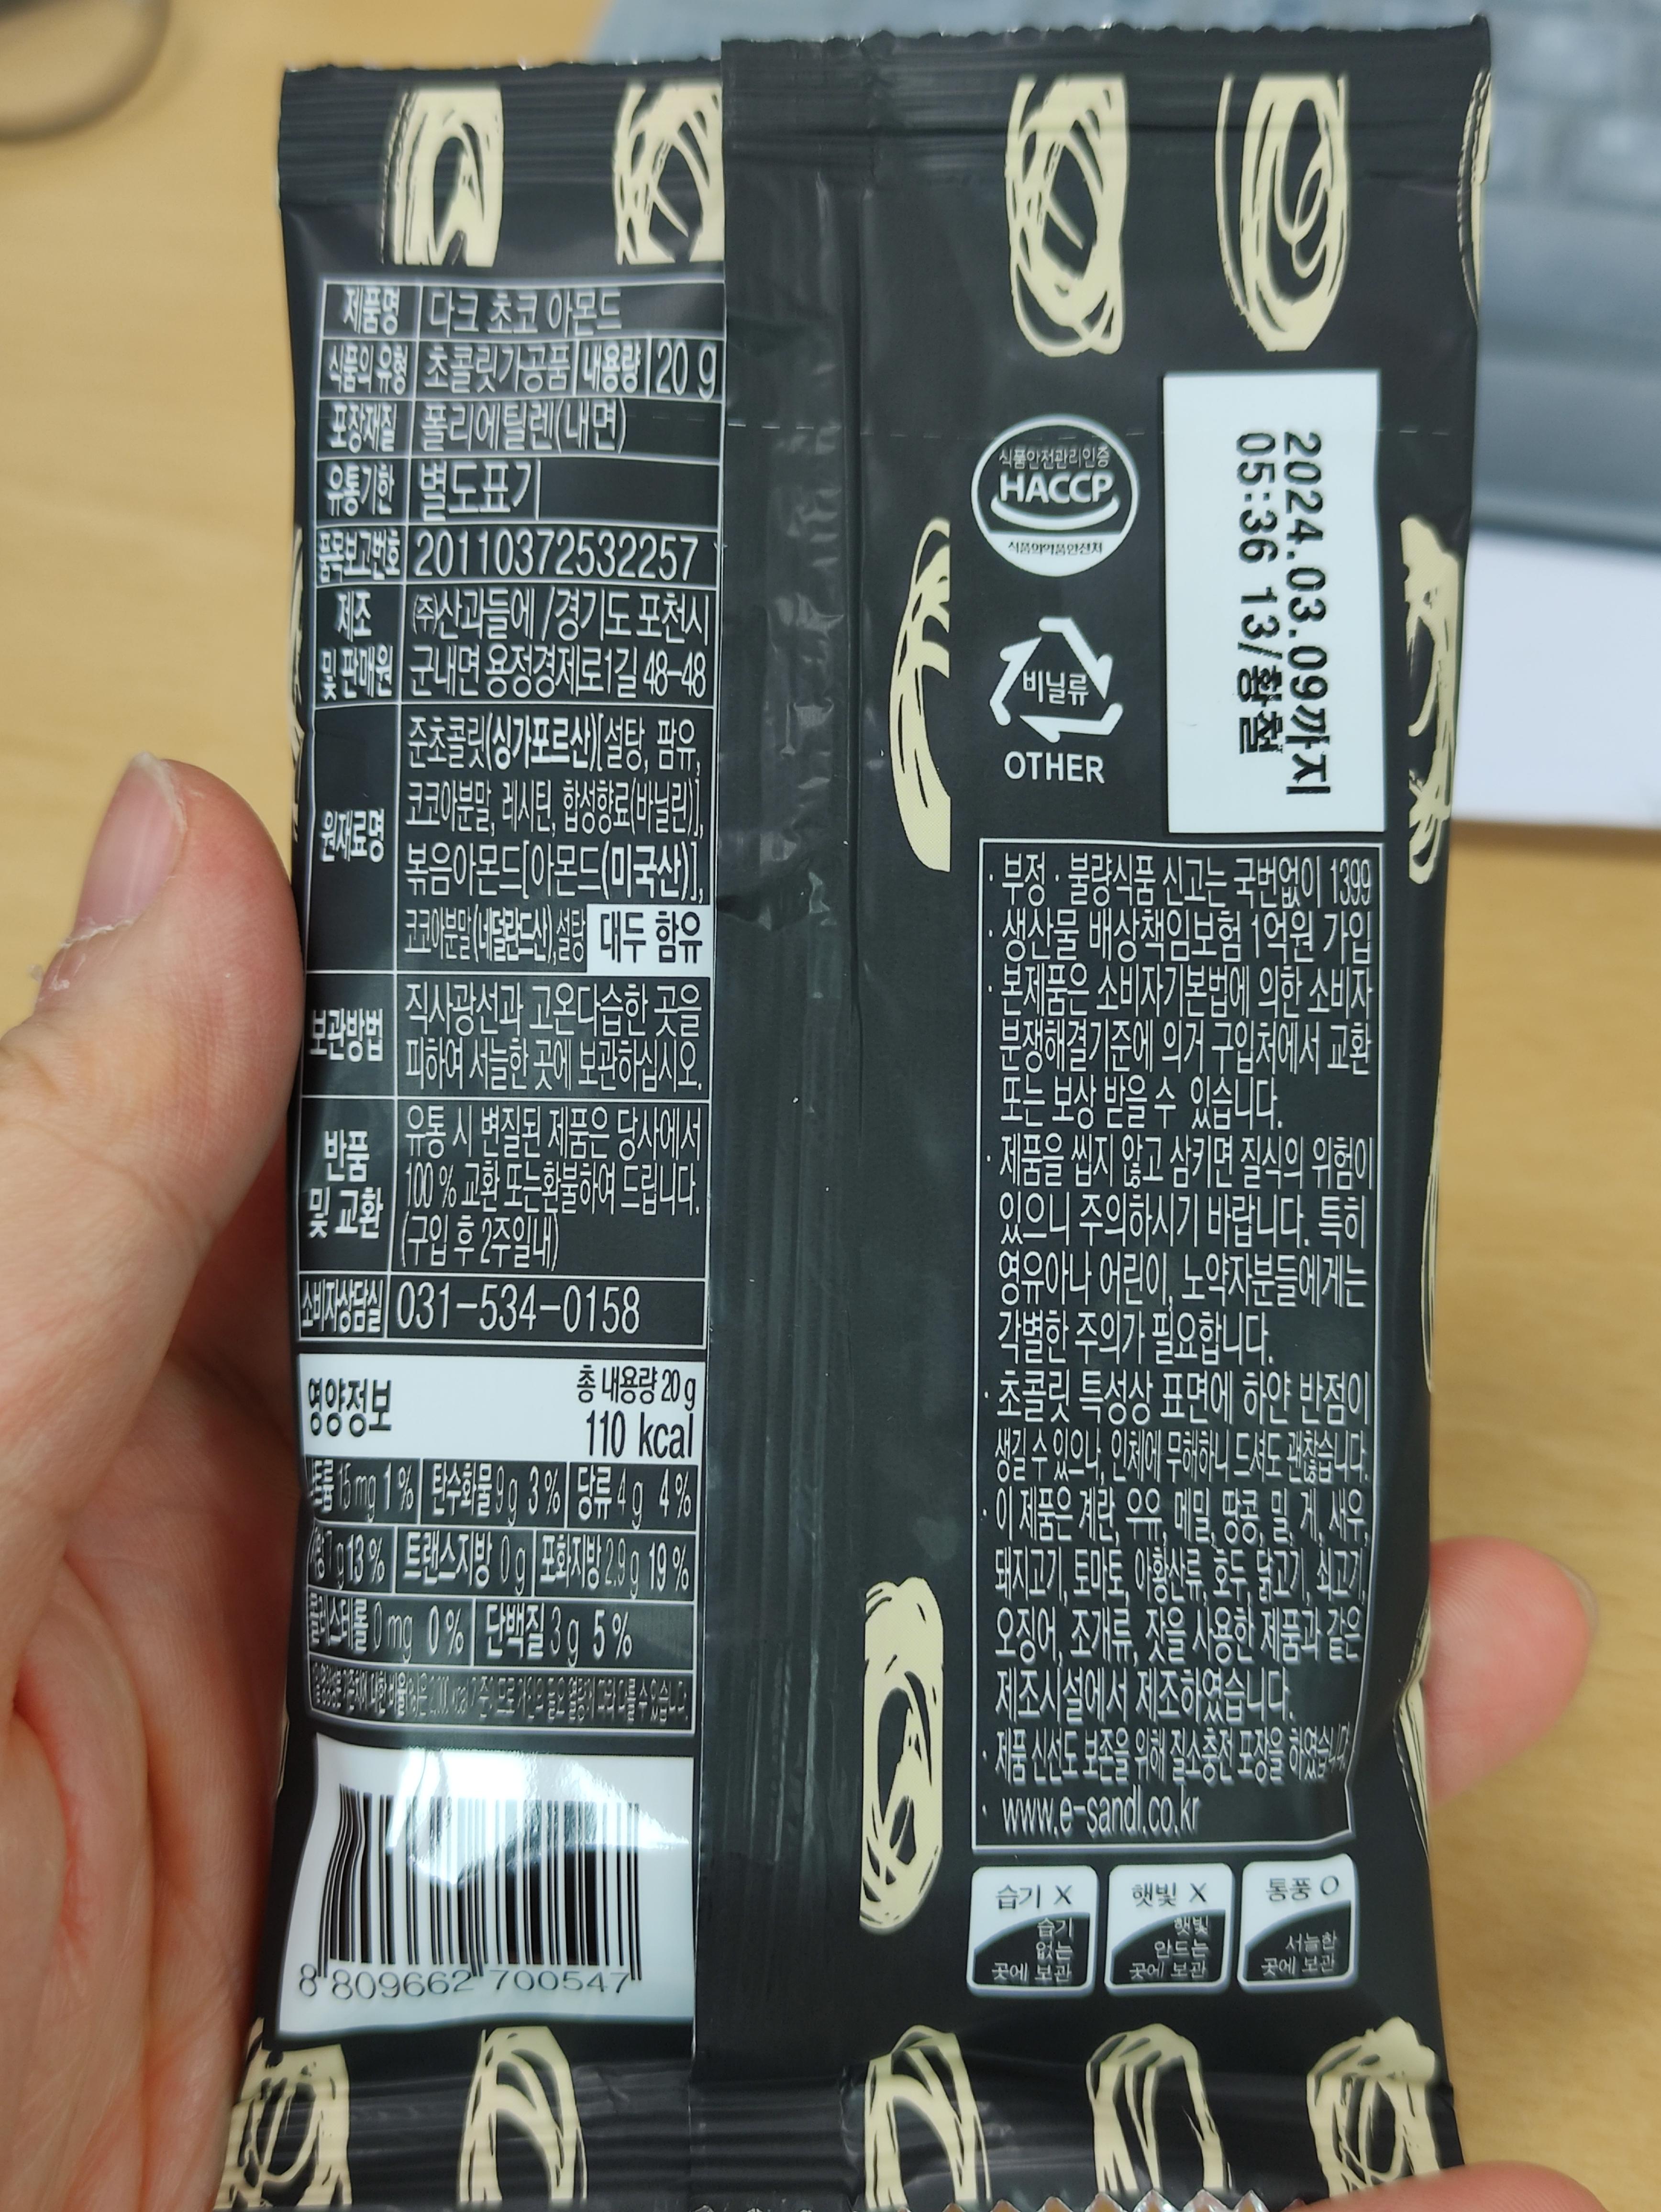 제품명 다크 초코 아몬드
식품의 유형 초콜릿가공품 내용량 20 g
포장재질 폴리에틸렌(내면)
유통기한 별도표기
품목보고번호 20110372532257
제조 ㈜산과들에 /경기도 포천시
및 판매원 군내면 용정경제로1길 48-48
원재료명
준초콜릿(싱가포르산)[설탕, 팜유,
코코아분말, 레시틴, 합성향료(바닐린)],
볶음아몬드[아몬드(미국산)],
코코아분말(네덜란드산),설탕 대두 함유
보관방법
직사광선과 고온다습한 곳을
피하여 서늘한 곳에 보관하십시오.
반품
및 교환
유통 시 변질된 제품은 당사에서
100 % 교환 또는환불하여 드립니다.
(구입 후 2주일내)
소비자상담실 031-534-0158
영양정보
총 내용량 20 g
110 kcal
15 mg 1 % 탄수화물 9 g 3 % 당류 4 g 4 %
13 % 트랜스지방 0 g 포화지방 2.9 g 19 %
0 mg 0 % 단백질 3 g 5 %
8 809662 700547
식품안전관리인증
HACCP
식품의약품안전처
비닐류
OTHER
2024.03.09까지
05:36 13/황철
· 부정 · 불량식품 신고는 국번없이 1399
· 생산물 배상책임보험 1억원 가입
· 본제품은 소비자기본법에 의한 소비자
분쟁해결기준에 의거 구입처에서 교환
또는 보상 받을 수 있습니다.
· 제품을 씹지 않고 삼키면 질식의 위험이
있으니 주의하시기 바랍니다. 특히
영유아나 어린이, 노약자분들에게는
각별한 주의가 필요합니다.
· 초콜릿 특성상 표면에 하얀 반점이
생길 수 있으나, 인체에 무해하니 드셔도 괜찮습니다.
· 이 제품은 계란, 우유, 메밀, 땅콩, 밀, 게, 새우,
돼지고기, 토마토, 아황산류, 호두, 닭고기, 쇠고기,
오징어, 조개류, 잣을 사용한 제품과 같은
제조시설에서 제조하였습니다.
· 제품 신선도 보존을 위해 질소충전 포장을 하였습니다.
· www.e-sandl.co.kr
습기 X
습기
없는
곳에 보관
햇빛 X
햇빛
안드는
곳에 보관
통풍 O
서늘한
곳에 보관